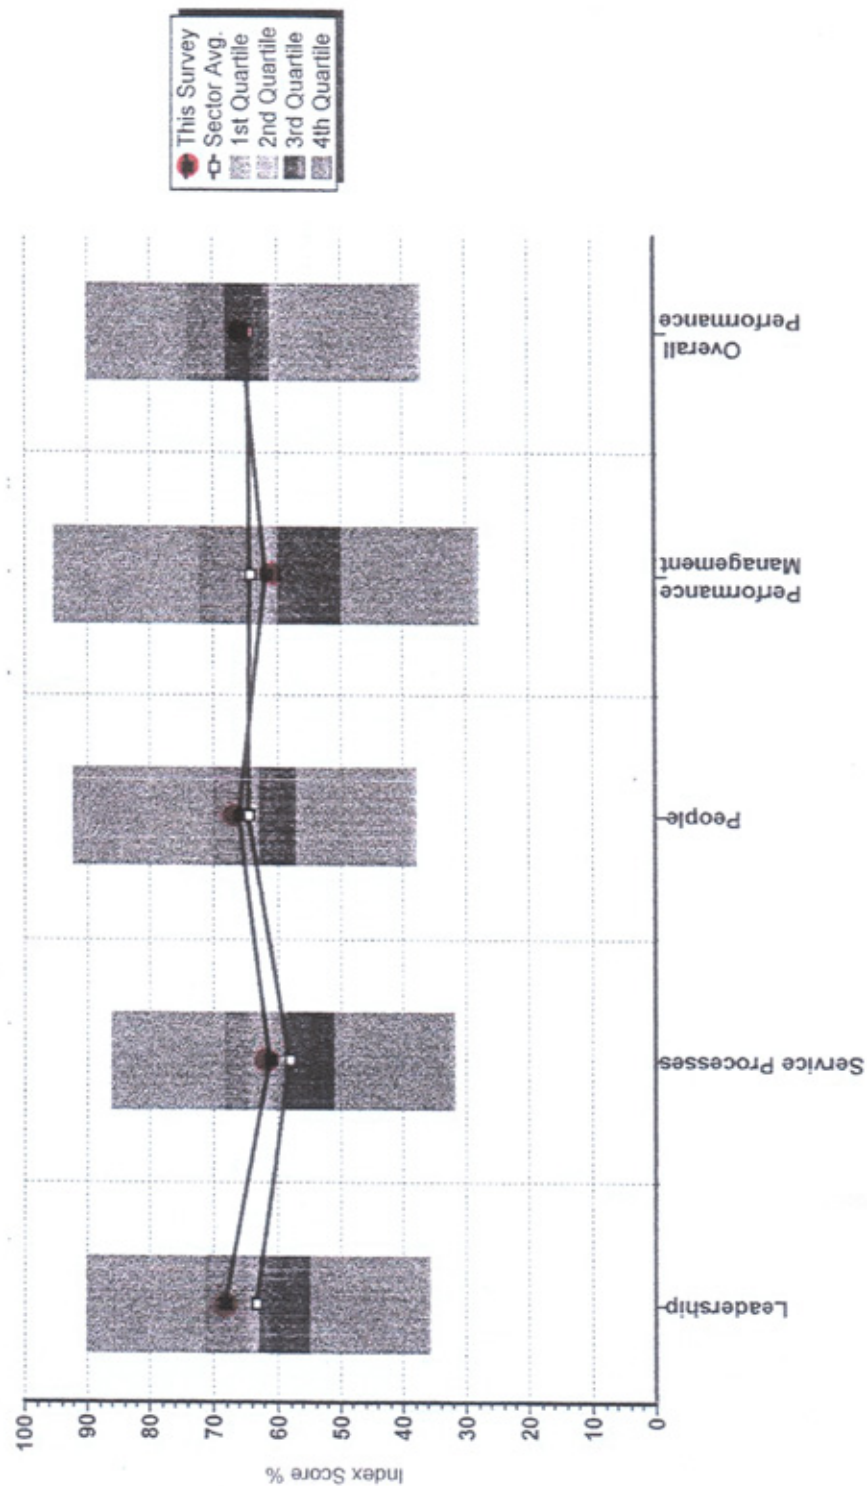 This Survey
Sector Avg.
1st Quartile
2nd Quartile
3rd Quartile
4th Quartile
100
90
80
70
60
50
40
30
20
10
0
Index Score %
Leadership
Service Processes
People
Performance
Management
Overall
Performance